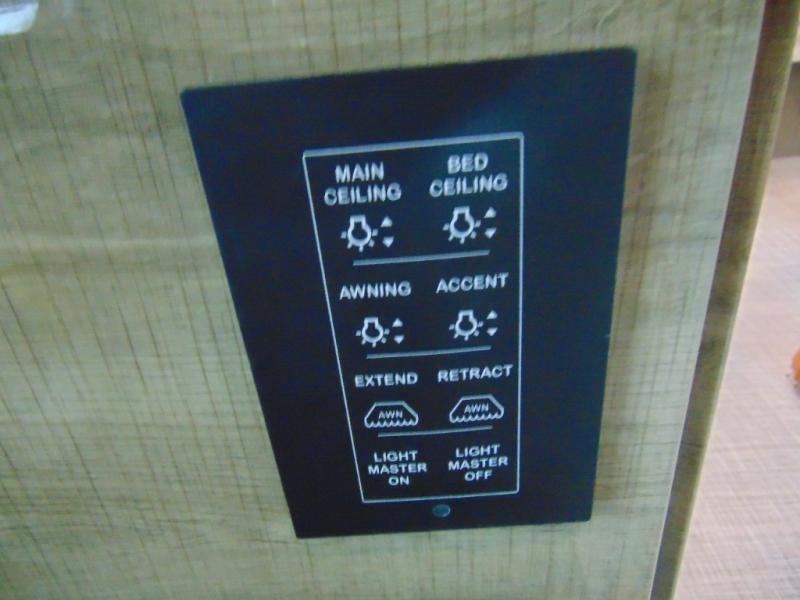 MAIN CEILING
BED CEILING
AWNING
ACCENT
EXTEND
RETRACT
AWN
AWN
LIGHT MASTER ON
LIGHT MASTER OFF